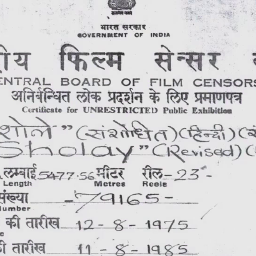 भारत सरकार
GOVERNMENT OF INDIA
फिल्म सेन्सर
CENTRAL BOARD OF FILM CENSORS
अनिर्बन्धित लोक प्रदर्शन के लिए प्रमाणपत्र
Certificate for UNRESTRICTED Public Exhibition
शोले" (संशोधित) (हिन्दी)
Sholay" (Revised)
लम्बाई 5477.56 मीटर रील -23-
Length Metres Reels
संख्या -79165-
Number
की तारीख 12-8-1975
की तारीख 11-8-1985